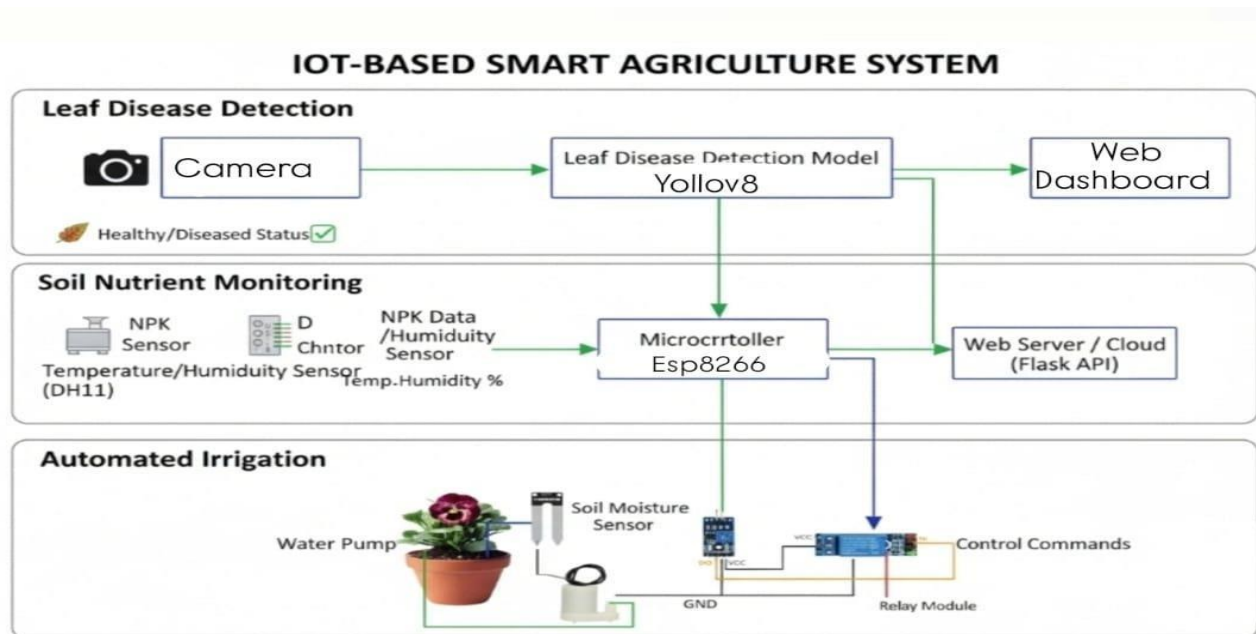 IOT-BASED SMART AGRICULTURE SYSTEM
Leaf Disease Detection
Camera
Leaf Disease Detection Model
Yollov8
Web
Dashboard
Healthy/Diseased Status
Soil Nutrient Monitoring
NPK
Sensor
D
Chntor
NPK Data
/Humiduity
Sensor
Temperature/Humiduity Sensor
(DH11)
Temp.Humidity %
Microcrrtoller
Esp8266
Web Server / Cloud
(Flask API)
Automated Irrigation
Soil Moisture
Sensor
Water Pump
VCC
VCC
GND
Control Commands
Relay Module